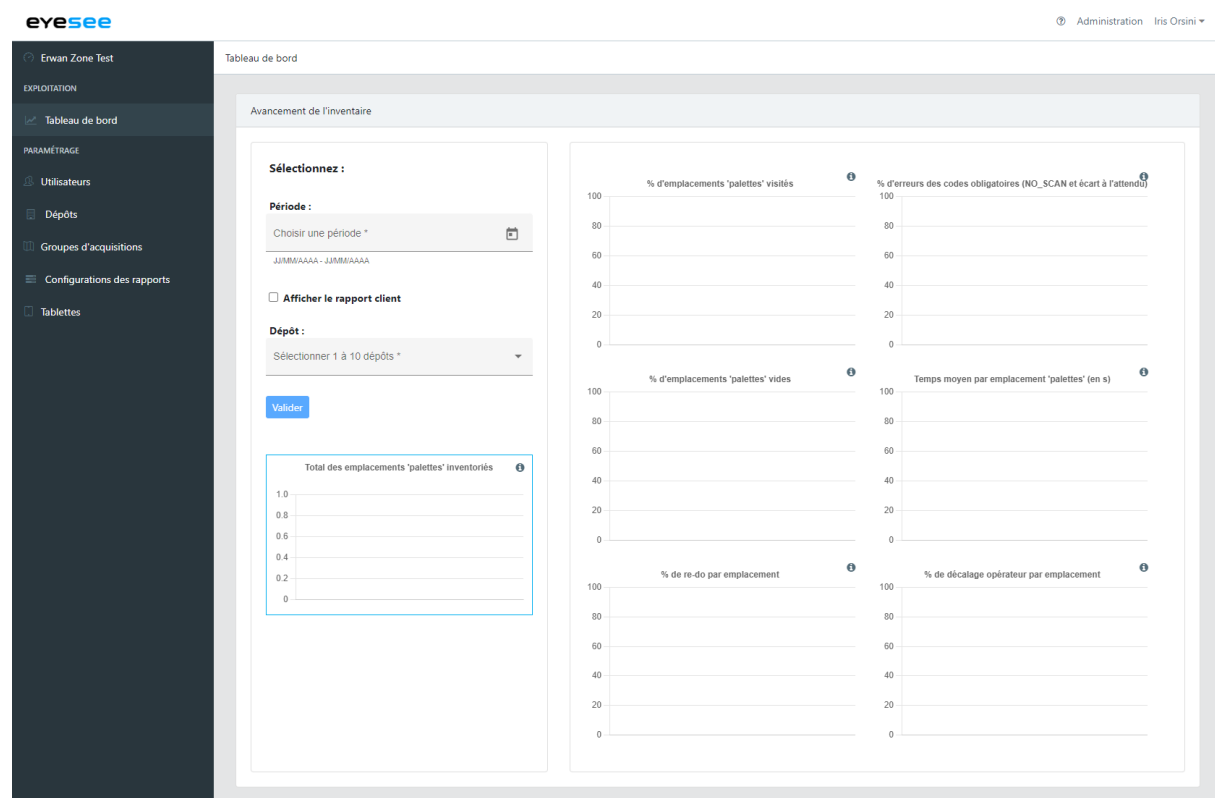 eyesee
Administration Iris Orsini
Erwan Zone Test
EXPLOITATION
Tableau de bord
PARAMÉTRAGE
Utilisateurs
Dépôts
Groupes d'acquisitions
Configurations des rapports
Tablettes
Tableau de bord
Avancement de l'inventaire
Sélectionnez :
Période :
Choisir une période *
JJ/MM/AAAA - JJ/MM/AAAA
Afficher le rapport client
Dépôt :
Sélectionner 1 à 10 dépôts *
Valider
Total des emplacements 'palettes' inventoriés
1.0
0.8
0.6
0.4
0.2
0
% d'emplacements 'palettes' visités
100
80
60
40
20
0
% d'erreurs des codes obligatoires (NO_SCAN et écart à l'attendu)
100
80
60
40
20
0
% d'emplacements 'palettes' vides
100
80
60
40
20
0
Temps moyen par emplacement 'palettes' (en s)
100
80
60
40
20
0
% de re-do par emplacement
100
80
60
40
20
0
% de décalage opérateur par emplacement
100
80
60
40
20
0